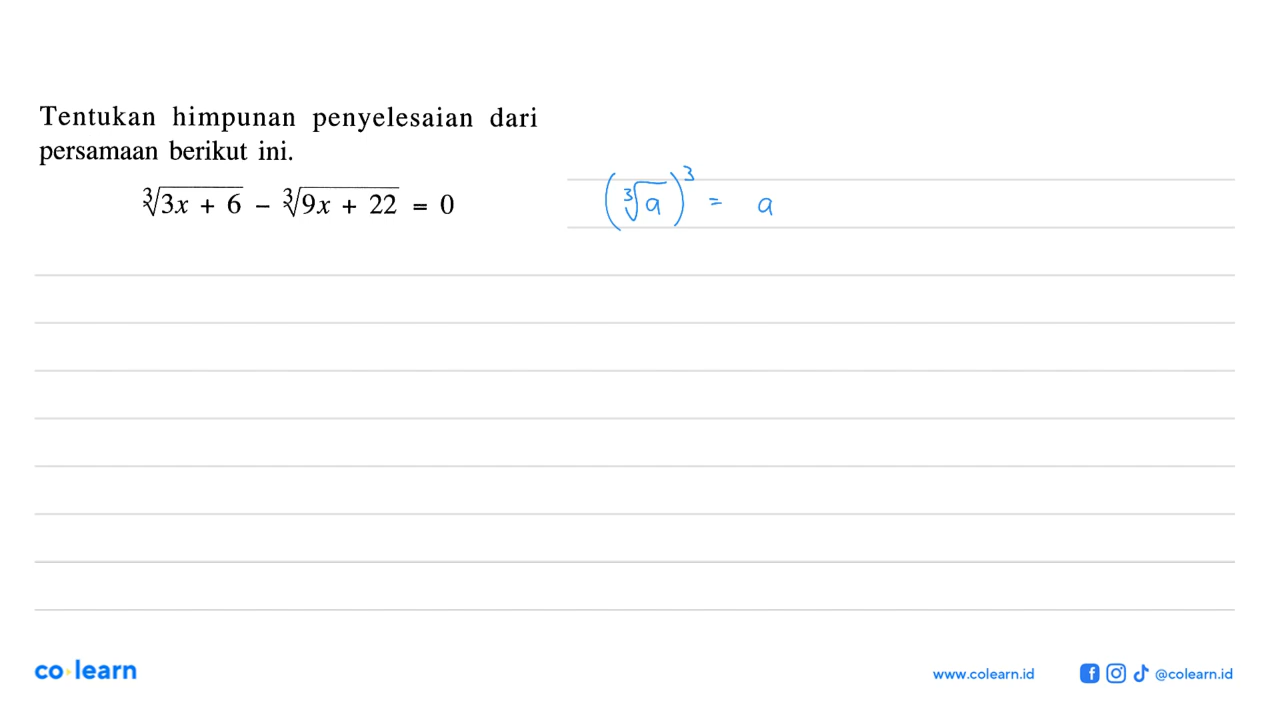 Tentukan himpunan penyelesaian dari
persamaan berikut ini.
∛(3x + 6) − ∛(9x + 22) = 0
(∛a)³ = a
co learn
www.colearn.id
@colearn.id